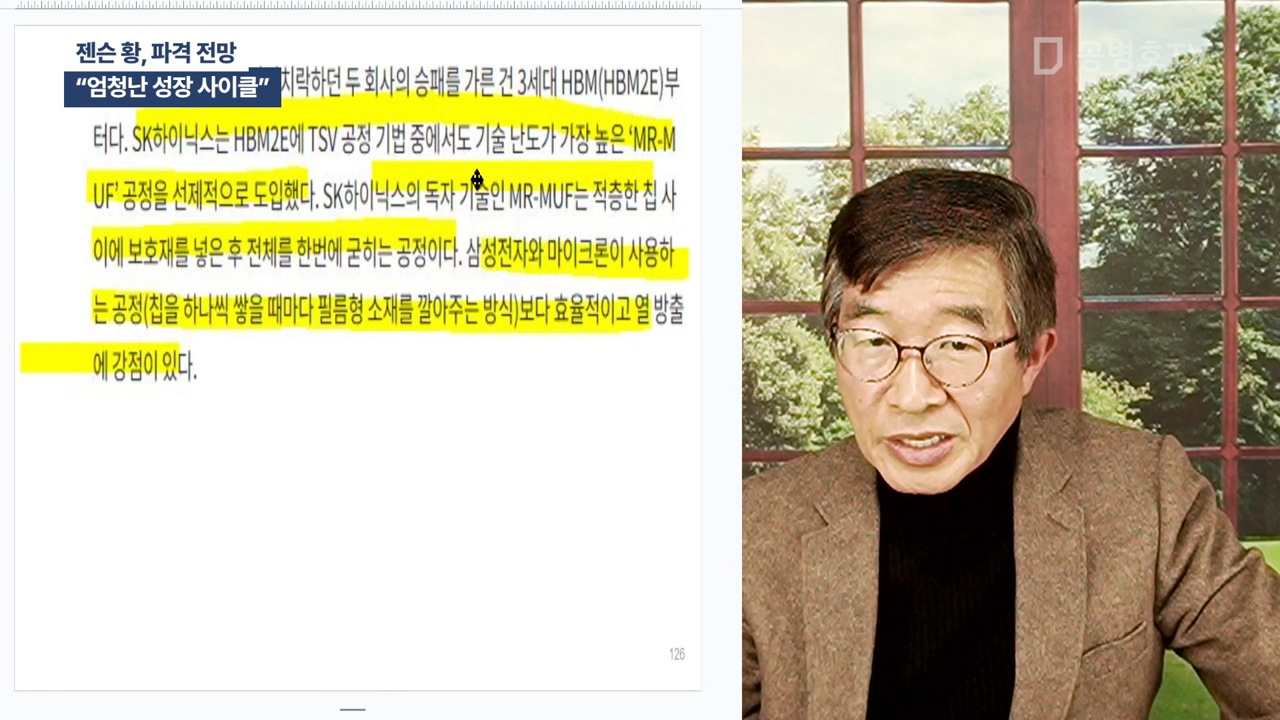 젠슨 황, 파격 전망
“엄청난 성장 사이클”
치락하던 두 회사의 승패를 가른 건 3세대 HBM(HBM2E)부
터다. SK하이닉스는 HBM2E에 TSV 공정 기법 중에서도 기술 난도가 가장 높은 ‘MR-M
UF’ 공정을 선제적으로 도입했다. SK하이닉스의 독자 기술인 MR-MUF는 적층한 칩 사
이에 보호재를 넣은 후 전체를 한번에 굳히는 공정이다. 삼성전자와 마이크론이 사용하
는 공정(칩을 하나씩 쌓을 때마다 필름형 소재를 깔아주는 방식)보다 효율적이고 열 방출
에 강점이 있다.
126
공병호